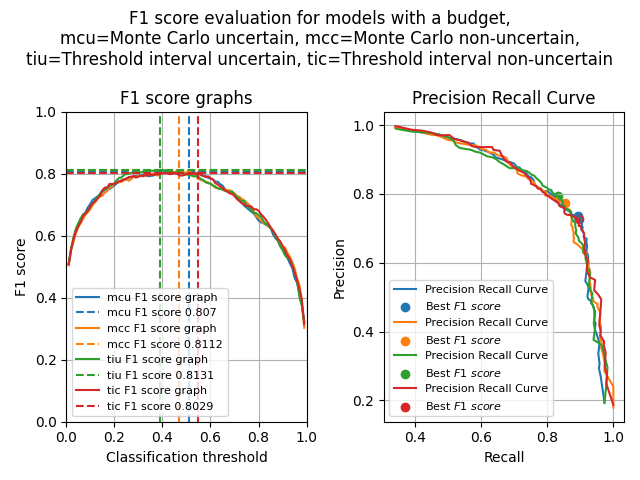 F1 score evaluation for models with a budget,
mcu=Monte Carlo uncertain, mcc=Monte Carlo non-uncertain,
tiu=Threshold interval uncertain, tic=Threshold interval non-uncertain
F1 score graphs
1.0
0.8
0.6
0.4
0.2
0.0
F1 score
mcu F1 score graph
mcu F1 score 0.807
mcc F1 score graph
mcc F1 score 0.8112
tiu F1 score graph
tiu F1 score 0.8131
tic F1 score graph
tic F1 score 0.8029
0.0 0.2 0.4 0.6 0.8 1.0
Classification threshold
Precision Recall Curve
1.0
0.8
0.6
0.4
0.2
Precision
Precision Recall Curve
Best F1 score
Precision Recall Curve
Best F1 score
Precision Recall Curve
Best F1 score
Precision Recall Curve
Best F1 score
0.4 0.6 0.8 1.0
Recall